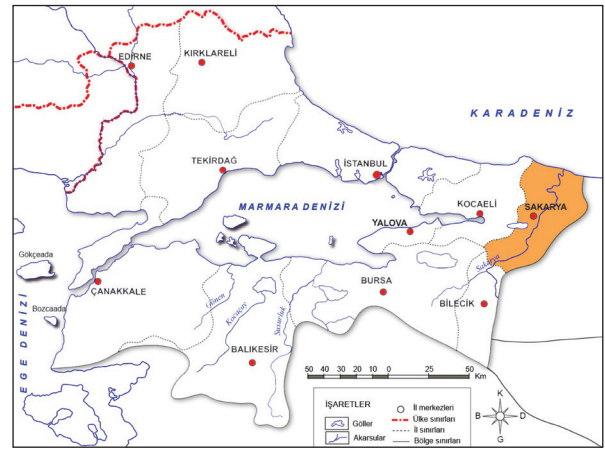 KARADENİZ
EDİRNE
KIRKLARELİ
TEKİRDAĞ
İSTANBUL
KOCAELİ
SAKARYA
MARMARA DENİZİ
YALOVA
Gökçeada
Bozcaada
ÇANAKKALE
EGE DENİZİ
BURSA
BİLECİK
Sakarya
Gönen
Kocaçay
Susurluk
BALIKESİR
50 40 30 20 10 0 25 50
Km
İŞARETLER
Göller
Akarsular
İl merkezleri
Ülke sınırları
İl sınırları
Bölge sınırları
K
B D
G